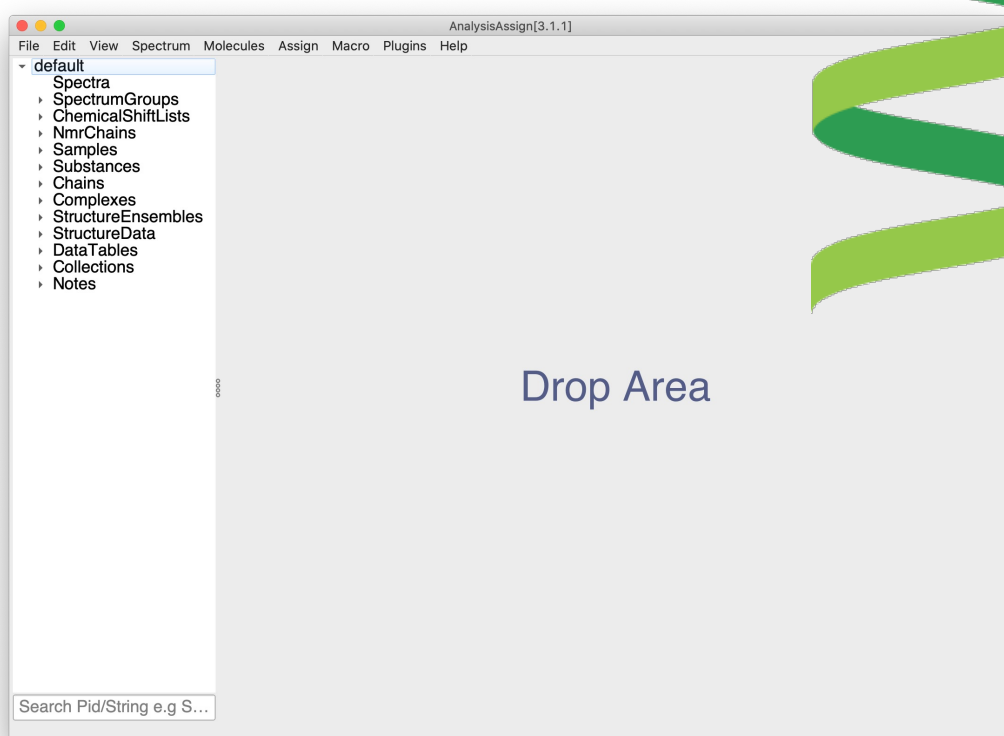 AnalysisAssign[3.1.1]
File Edit View Spectrum Molecules Assign Macro Plugins Help
default
Spectra
SpectrumGroups
ChemicalShiftLists
NmrChains
Samples
Substances
Chains
Complexes
StructureEnsembles
StructureData
DataTables
Collections
Notes
Drop Area
Search Pid/String e.g S...